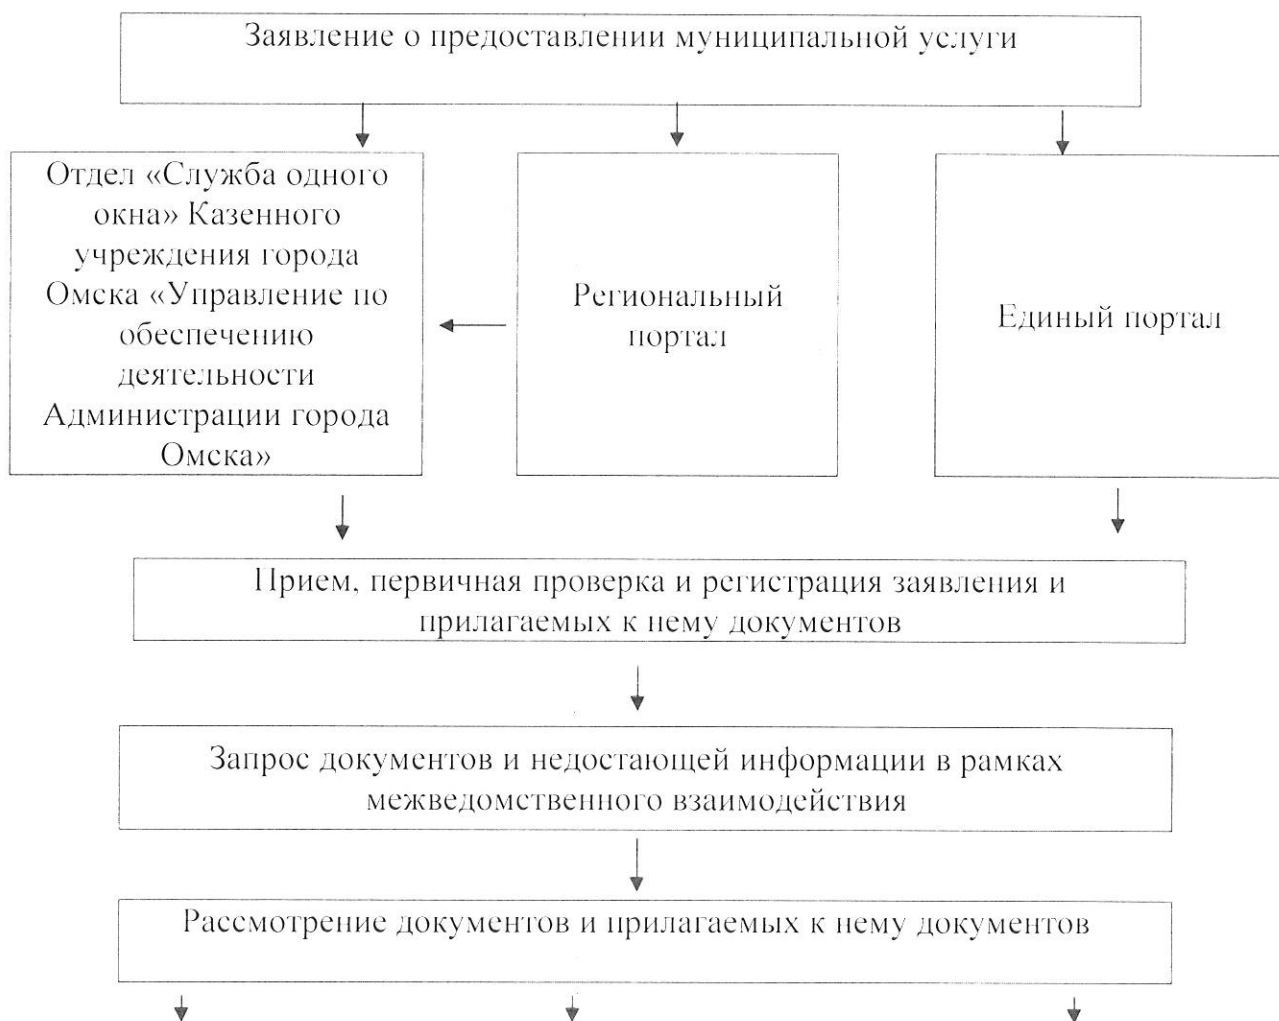 Заявление о предоставлении муниципальной услуги
Отдел «Служба одного
окна» Казенного
учреждения города
Омска «Управление по
обеспечению
деятельности
Администрации города
Омска»
Региональный
портал
Единый портал
Прием, первичная проверка и регистрация заявления и
прилагаемых к нему документов
Запрос документов и недостающей информации в рамках
межведомственного взаимодействия
Рассмотрение документов и прилагаемых к нему документов